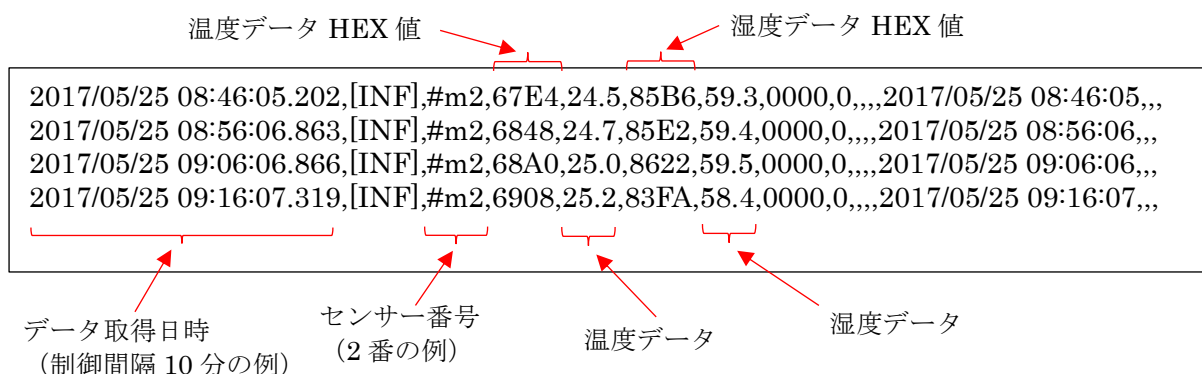 温度データ HEX 値
湿度データ HEX 値
2017/05/25 08:46:05.202,[INF],#m2,67E4,24.5,85B6,59.3,0000,0,,,,2017/05/25 08:46:05,,,
2017/05/25 08:56:06.863,[INF],#m2,6848,24.7,85E2,59.4,0000,0,,,,2017/05/25 08:56:06,,,
2017/05/25 09:06:06.866,[INF],#m2,68A0,25.0,8622,59.5,0000,0,,,,2017/05/25 09:06:06,,,
2017/05/25 09:16:07.319,[INF],#m2,6908,25.2,83FA,58.4,0000,0,,,,2017/05/25 09:16:07,,,
データ取得日時
（制御間隔 10 分の例）
センサー番号
（2 番の例）
温度データ
湿度データ